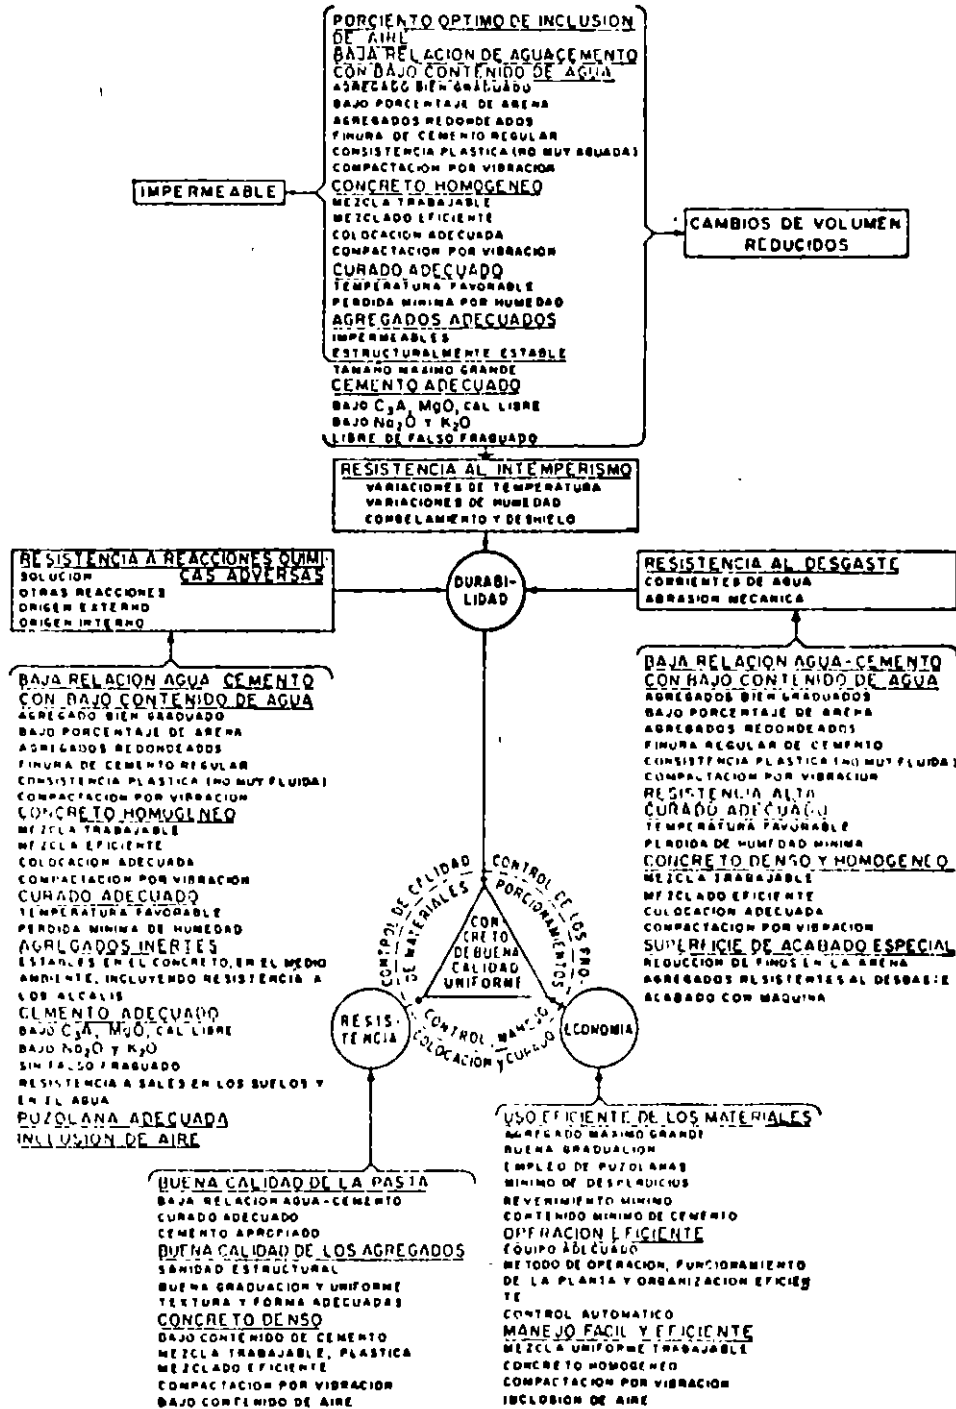 PORCIENTO OPTIMO DE INCLUSION
DE AIRE
BAJA RELACION DE AGUACEMENTO
CON BAJO CONTENIDO DE AGUA
AGREGADO BIEN GRADUADO
BAJO PORCENTAJE DE ARENA
AGREGADOS REDONDEADOS
FINURA DE CEMENTO REGULAR
CONSISTENCIA PLASTICA (NO MUY AGUADA)
COMPACTACION POR VIBRACION
CONCRETO HOMOGENEO
MEZCLA TRABAJABLE
MEZCLADO EFICIENTE
COLOCACION ADECUADA
COMPACTACION POR VIBRACION
CURADO ADECUADO
TEMPERATURA FAVORABLE
PERDIDA MINIMA POR HUMEDAD
AGREGADOS ADECUADOS
IMPERMEABLES
ESTRUCTURALMENTE ESTABLE
TAMAÑO MAXIMO GRANDE
CEMENTO ADECUADO
BAJO C₃A, MgO, CAL LIBRE
BAJO Na₂O Y K₂O
LIBRE DE FALSO FRAGUADO
IMPERMEABLE
CAMBIOS DE VOLUMEN
REDUCIDOS
RESISTENCIA AL INTEMPERISMO
VARIACIONES DE TEMPERATURA
VARIACIONES DE HUMEDAD
CONGELAMIENTO Y DESHIELO
RESISTENCIA A REACCIONES QUIMI
CAS ADVERSAS
SOLUCION
OTRAS REACCIONES
ORIGEN EXTERNO
ORIGEN INTERNO
DURABI-
LIDAD
RESISTENCIA AL DESGASTE
CORRIENTES DE AGUA
ABRASION MECANICA
BAJA RELACION AGUA CEMENTO
CON BAJO CONTENIDO DE AGUA
AGREGADO BIEN GRADUADO
BAJO PORCENTAJE DE ARENA
AGREGADOS REDONDEADOS
FINURA DE CEMENTO REGULAR
CONSISTENCIA PLASTICA (NO MUY FLUIDA)
COMPACTACION POR VIBRACION
CONCRETO HOMOGENEO
MEZCLA TRABAJABLE
MEZCLA EFICIENTE
COLOCACION ADECUADA
COMPACTACION POR VIBRACION
CURADO ADECUADO
TEMPERATURA FAVORABLE
PERDIDA MINIMA DE HUMEDAD
AGREGADOS INERTES
ESTABLES EN EL CONCRETO, EN EL MEDIO
AMBIENTE, INCLUYENDO RESISTENCIA A
LOS ALCALIS
CEMENTO ADECUADO
BAJO C₃A, MgO, CAL LIBRE
BAJO Na₂O y K₂O
SIN FALSO FRAGUADO
RESISTENCIA A SALES EN LOS SUELOS Y
EN EL AGUA
PUZOLANA ADECUADA
INCLUSION DE AIRE
BAJA RELACION AGUA-CEMENTO
CON BAJO CONTENIDO DE AGUA
AGREGADOS BIEN GRADUADOS
BAJO PORCENTAJE DE ARENA
AGREGADOS REDONDEADOS
FINURA REGULAR DE CEMENTO
CONSISTENCIA PLASTICA (NO MUY FLUIDA)
COMPACTACION POR VIBRACION
RESISTENCIA ALTA
CURADO ADECUADO
TEMPERATURA FAVORABLE
PERDIDA DE HUMEDAD MINIMA
CONCRETO DENSO Y HOMOGENEO
MEZCLA TRABAJABLE
MEZCLADO EFICIENTE
COLOCACION ADECUADA
COMPACTACION POR VIBRACION
SUPERFICIE DE ACABADO ESPECIAL
REDUCCION DE FINOS EN LA ARENA
AGREGADOS RESISTENTES AL DESGASTE
ACABADO CON MAQUINA
CONTROL DE CALIDAD
DE MATERIALES
CONTROL DE LOS PRO-
PORCIONAMIENTOS
CONTROL, MANEJO
COLOCACION y CURADO
CON
CRETO
DE BUENA
CALIDAD
UNIFORME
RESIS-
TENCIA
ECONOMIA
BUENA CALIDAD DE LA PASTA
BAJA RELACION AGUA-CEMENTO
CURADO ADECUADO
CEMENTO APROPIADO
BUENA CALIDAD DE LOS AGREGADOS
SANIDAD ESTRUCTURAL
BUENA GRADUACION Y UNIFORME
TEXTURA Y FORMA ADECUADAS
CONCRETO DENSO
BAJO CONTENIDO DE CEMENTO
MEZCLA TRABAJABLE, PLASTICA
MEZCLADO EFICIENTE
COMPACTACION POR VIBRACION
BAJO CONTENIDO DE AIRE
USO EFICIENTE DE LOS MATERIALES
AGREGADO MAXIMO GRANDE
BUENA GRADUACION
EMPLEO DE PUZOLANAS
MINIMO DE DESPERDICIOS
REVENIMIENTO MINIMO
CONTENIDO MINIMO DE CEMENTO
OPERACION EFICIENTE
EQUIPO ADECUADO
METODO DE OPERACION, FUNCIONAMIENTO
DE LA PLANTA Y ORGANIZACION EFICIEN
TE
CONTROL AUTOMATICO
MANEJO FACIL Y EFICIENTE
MEZCLA UNIFORME TRABAJABLE
CONCRETO HOMOGENEO
COMPACTACION POR VIBRACION
INCLUSION DE AIRE